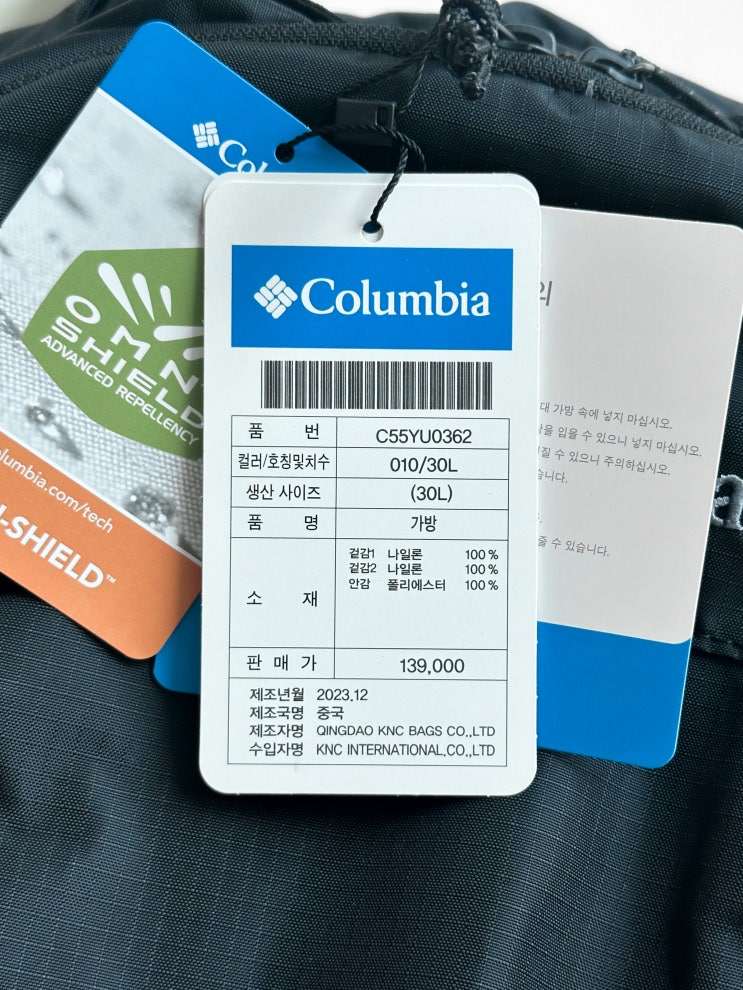 Columbia
품 번 C55YU0362
컬러/호칭및치수 010/30L
생산 사이즈 (30L)
품 명 가방
소 재
겉감1 나일론 100 %
겉감2 나일론 100 %
안감 폴리에스터 100 %
판 매 가 139,000
제조년월 2023.12
제조국명 중국
제조자명 QINGDAO KNC BAGS CO.,LTD
수입자명 KNC INTERNATIONAL.CO.,LTD
OMNI
SHIELD
ADVANCED REPELLENCY
columbia.com/tech
-SHIELD™
가방 속에 넣지 마십시오.
입을 수 있으니 넣지 마십시오.
수 있으니 주의하십시오.
줄 수 있습니다.